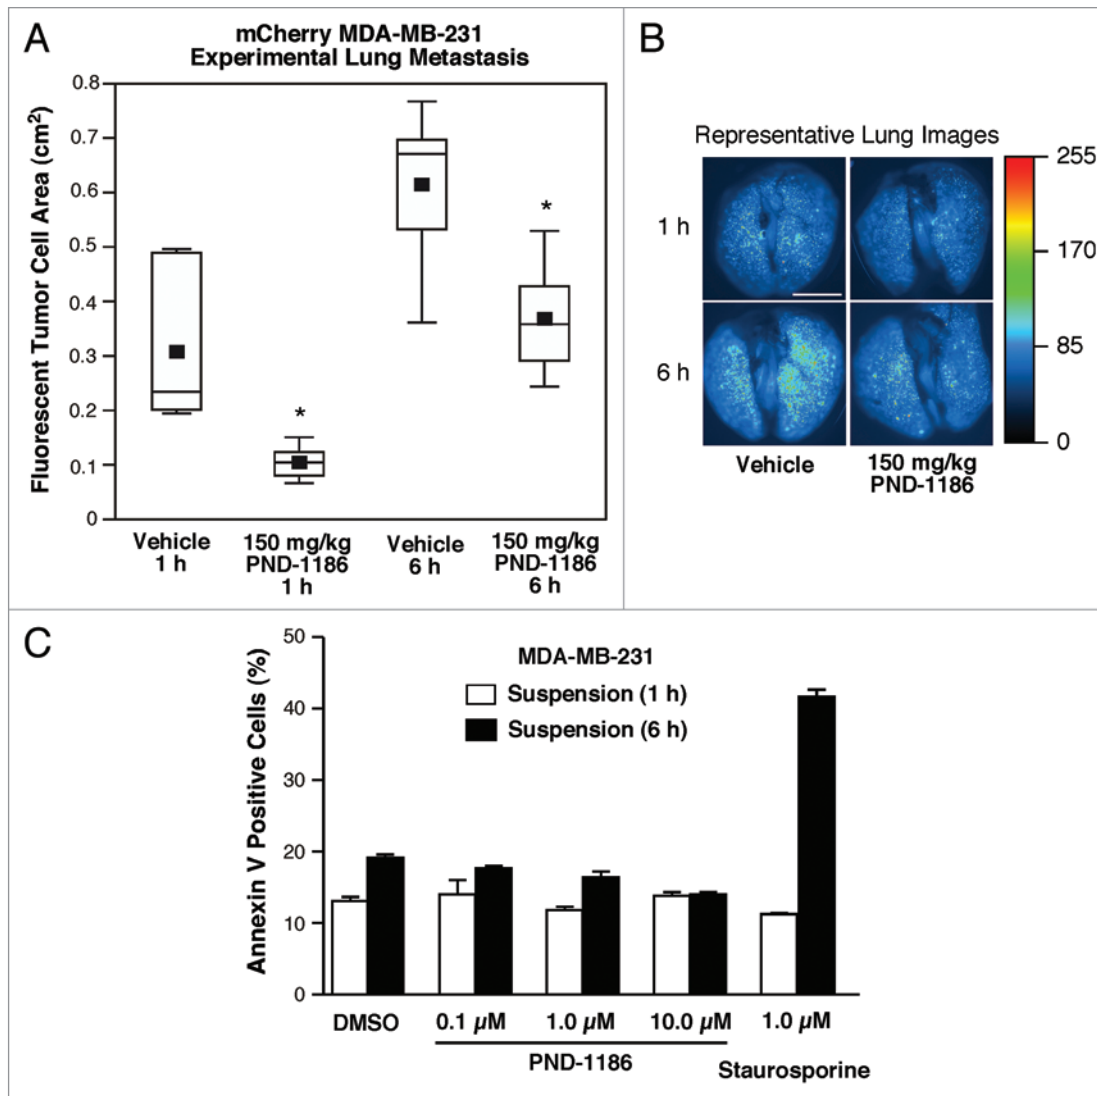 A
mCherry MDA-MB-231
Experimental Lung Metastasis
Fluorescent Tumor Cell Area (cm²)
0.8
0.7
0.6
0.5
0.4
0.3
0.2
0.1
0
*
*
Vehicle
1 h
150 mg/kg
PND-1186
1 h
Vehicle
6 h
150 mg/kg
PND-1186
6 h
B
Representative Lung Images
1 h
6 h
Vehicle
150 mg/kg
PND-1186
255
170
85
0
C
MDA-MB-231
Suspension (1 h)
Suspension (6 h)
Annexin V Positive Cells (%)
50
40
30
20
10
0
DMSO
0.1 µM
1.0 µM
10.0 µM
1.0 µM
PND-1186
Staurosporine